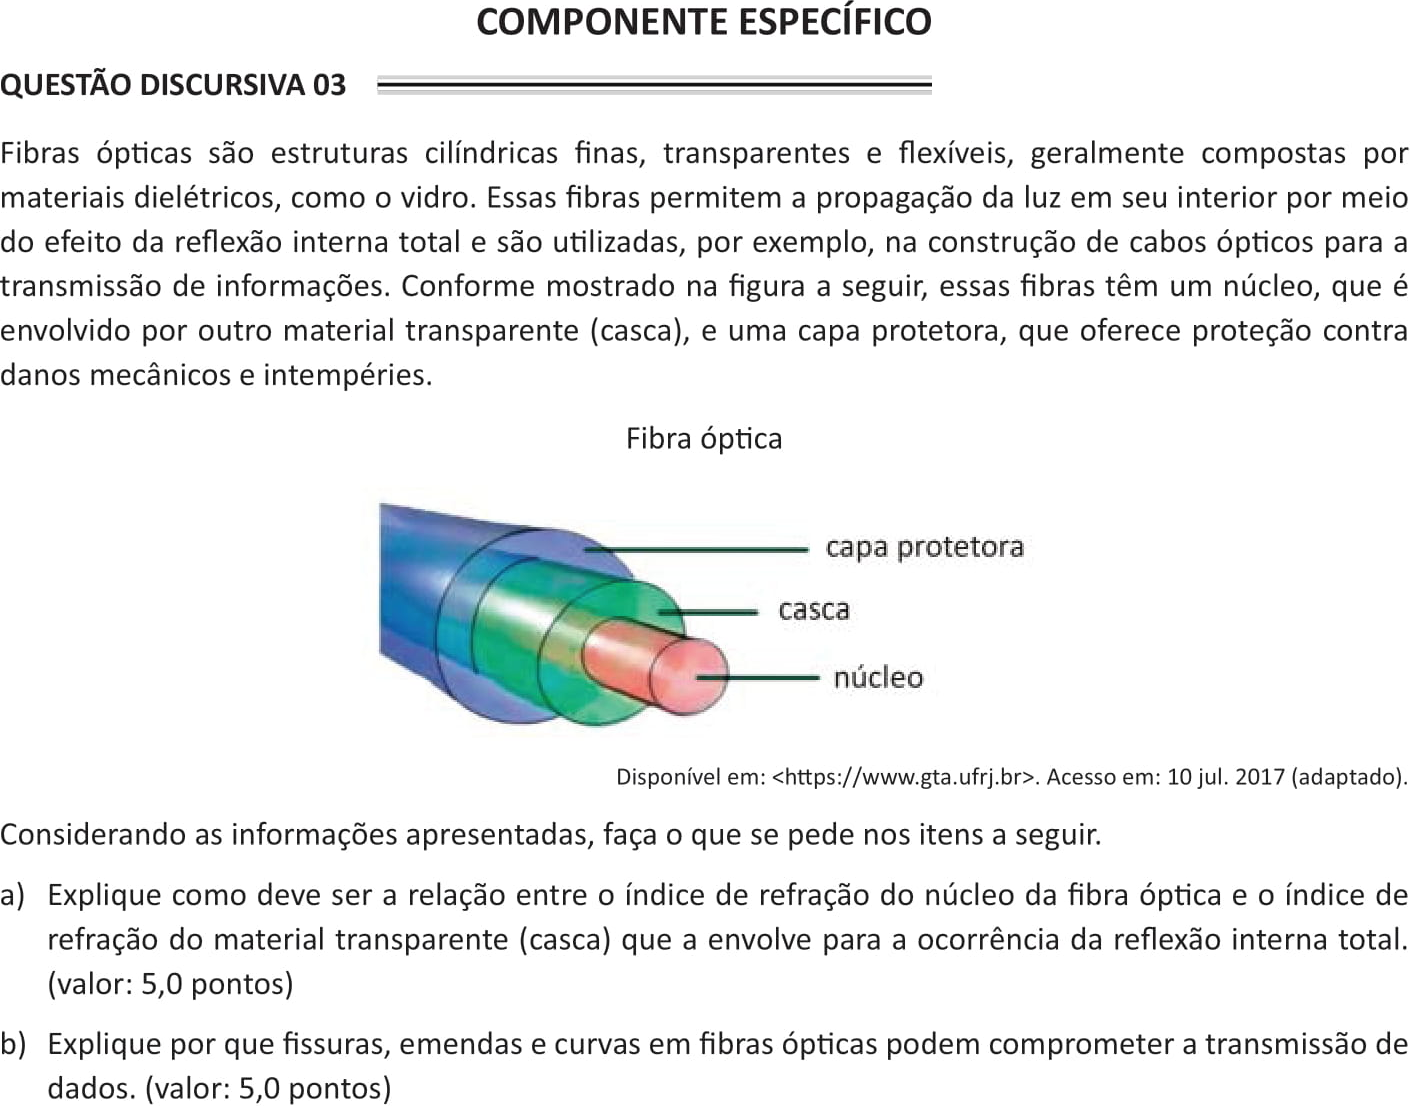 COMPONENTE ESPECÍFICO
QUESTÃO DISCURSIVA 03
Fibras ópticas são estruturas cilíndricas finas, transparentes e flexíveis, geralmente compostas por
materiais dielétricos, como o vidro. Essas fibras permitem a propagação da luz em seu interior por meio
do efeito da reflexão interna total e são utilizadas, por exemplo, na construção de cabos ópticos para a
transmissão de informações. Conforme mostrado na figura a seguir, essas fibras têm um núcleo, que é
envolvido por outro material transparente (casca), e uma capa protetora, que oferece proteção contra
danos mecânicos e intempéries.
Fibra óptica
capa protetora
casca
núcleo
Disponível em: <https://www.gta.ufrj.br>. Acesso em: 10 jul. 2017 (adaptado).
Considerando as informações apresentadas, faça o que se pede nos itens a seguir.
a) Explique como deve ser a relação entre o índice de refração do núcleo da fibra óptica e o índice de
refração do material transparente (casca) que a envolve para a ocorrência da reflexão interna total.
(valor: 5,0 pontos)
b) Explique por que fissuras, emendas e curvas em fibras ópticas podem comprometer a transmissão de
dados. (valor: 5,0 pontos)